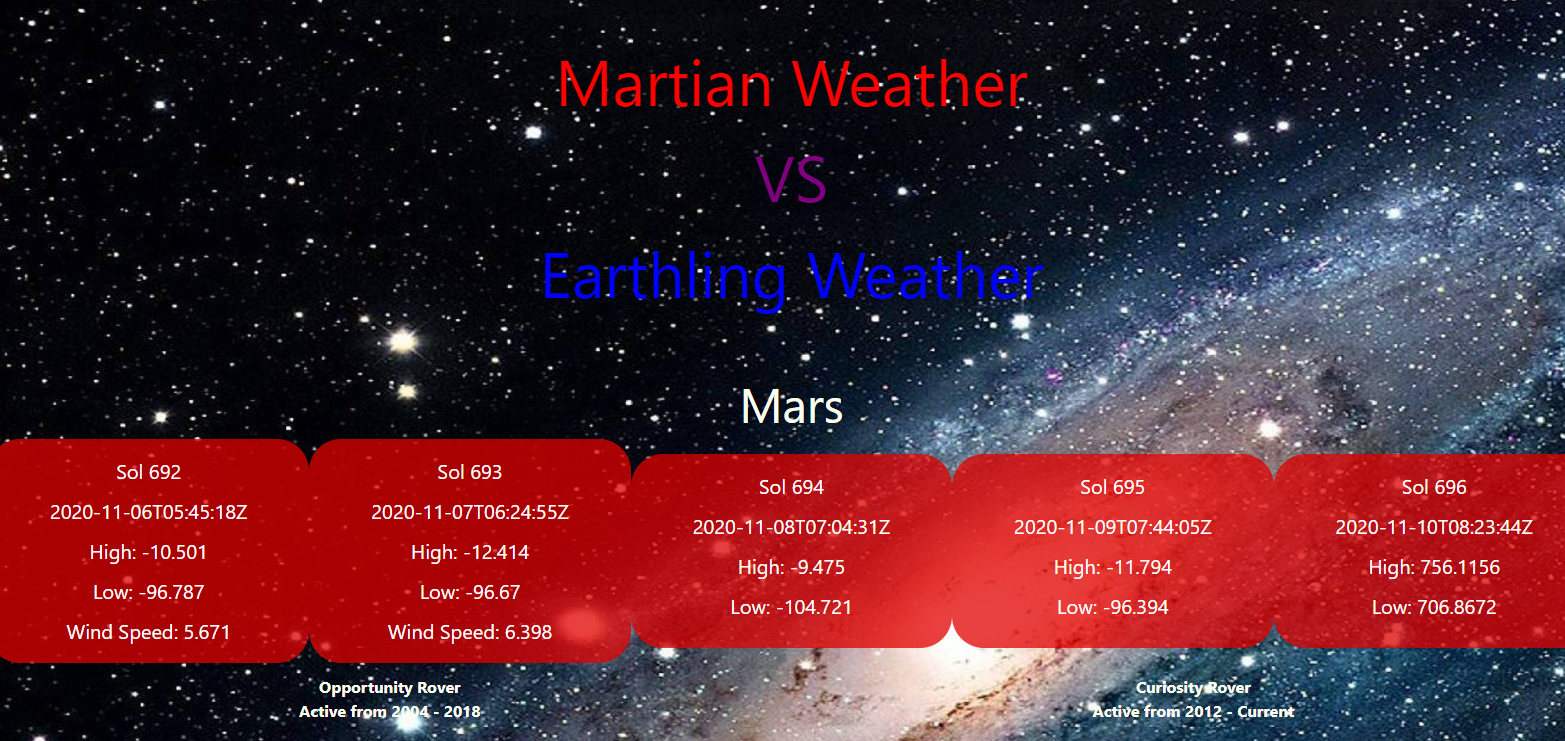 Martian Weather
VS
Earthling Weather
Mars
Sol 692
2020-11-06T05:45:18Z
High: -10.501
Low: -96.787
Wind Speed: 5.671
Sol 693
2020-11-07T06:24:55Z
High: -12.414
Low: -96.67
Wind Speed: 6.398
Sol 694
2020-11-08T07:04:31Z
High: -9.475
Low: -104.721
Sol 695
2020-11-09T07:44:05Z
High: -11.794
Low: -96.394
Sol 696
2020-11-10T08:23:44Z
High: 756.1156
Low: 706.8672
Opportunity Rover
Active from 2004 - 2018
Curiosity Rover
Active from 2012 - Current